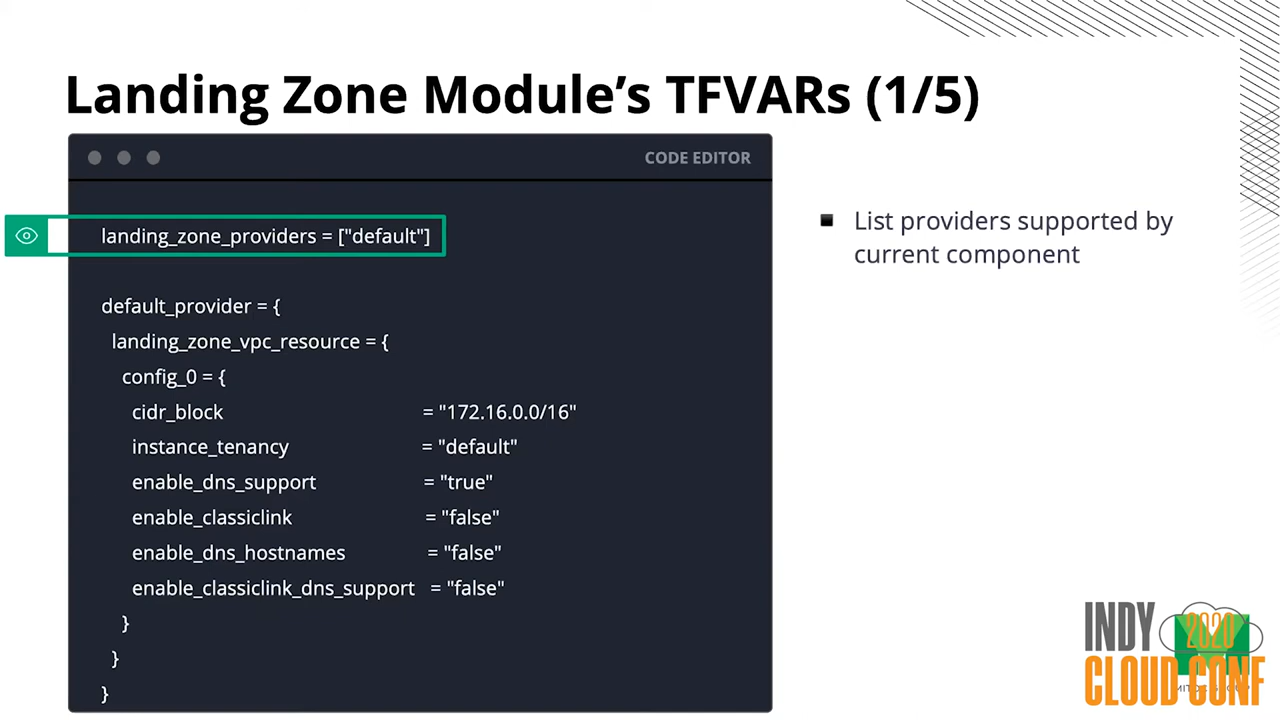 Landing Zone Module’s TFVARs (1/5)
CODE EDITOR
landing_zone_providers = ["default"]
default_provider = {
landing_zone_vpc_resource = {
config_0 = {
cidr_block = "172.16.0.0/16"
instance_tenancy = "default"
enable_dns_support = "true"
enable_classiclink = "false"
enable_dns_hostnames = "false"
enable_classiclink_dns_support = "false"
}
}
}
List providers supported by
current component
INDY
2020
CLOUD CONF